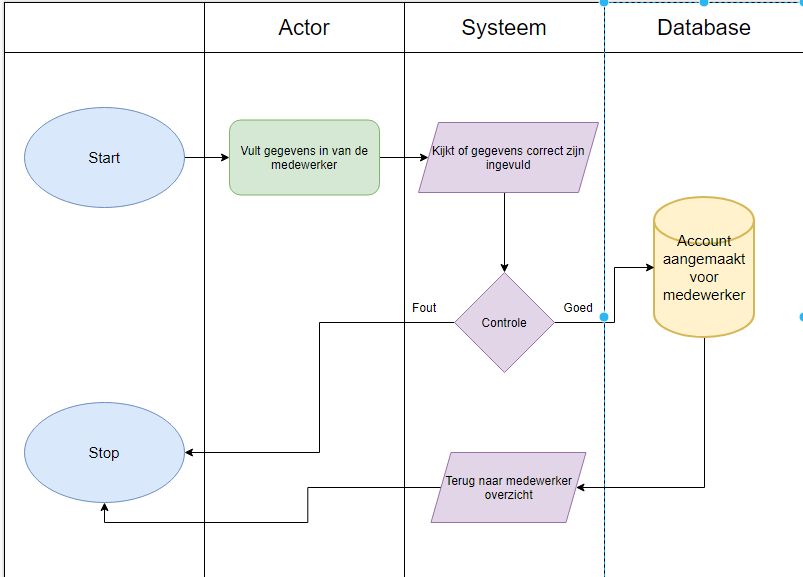 Actor
Systeem
Database
Start
Vult gegevens in van de
medewerker
Kijkt of gegevens correct zijn
ingevuld
Account
aangemaakt
voor
medewerker
Fout
Controle
Goed
Stop
Terug naar medewerker
overzicht